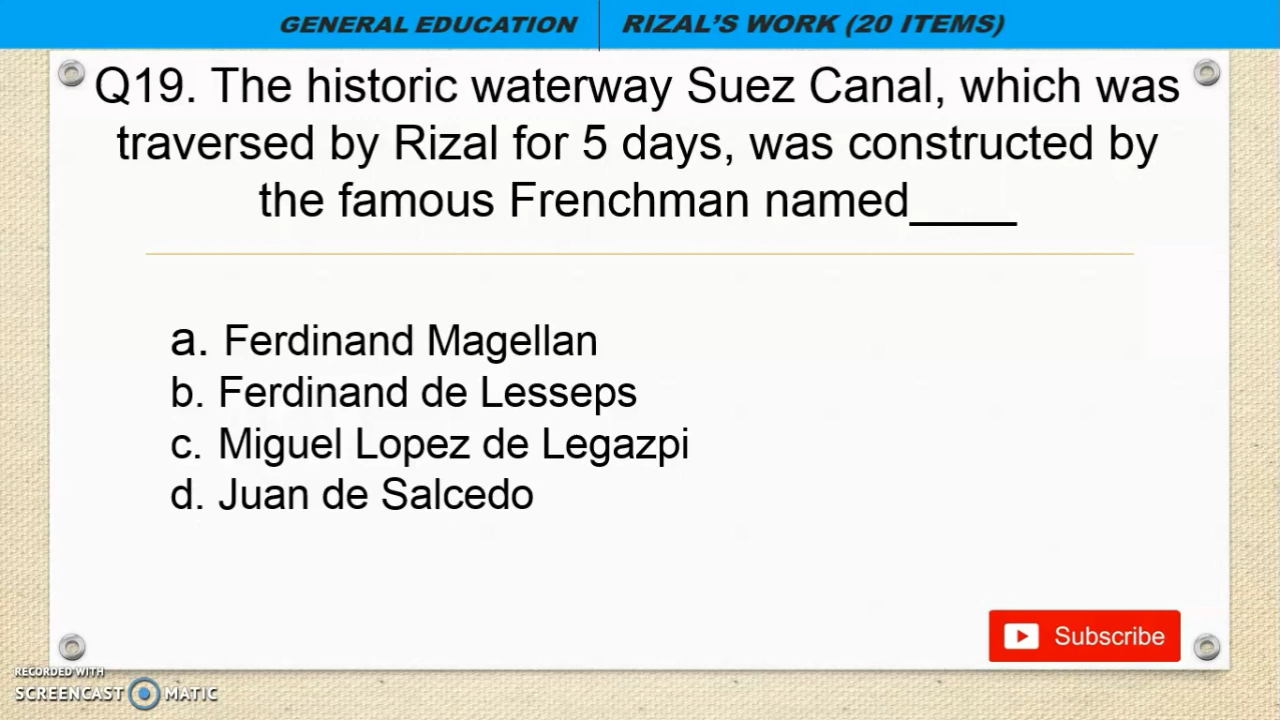 GENERAL EDUCATION
RIZAL'S WORK (20 ITEMS)
Q19. The historic waterway Suez Canal, which was
traversed by Rizal for 5 days, was constructed by
the famous Frenchman named____
a. Ferdinand Magellan
b. Ferdinand de Lesseps
c. Miguel Lopez de Legazpi
d. Juan de Salcedo
Subscribe
RECORDED WITH
SCREENCAST MATIC